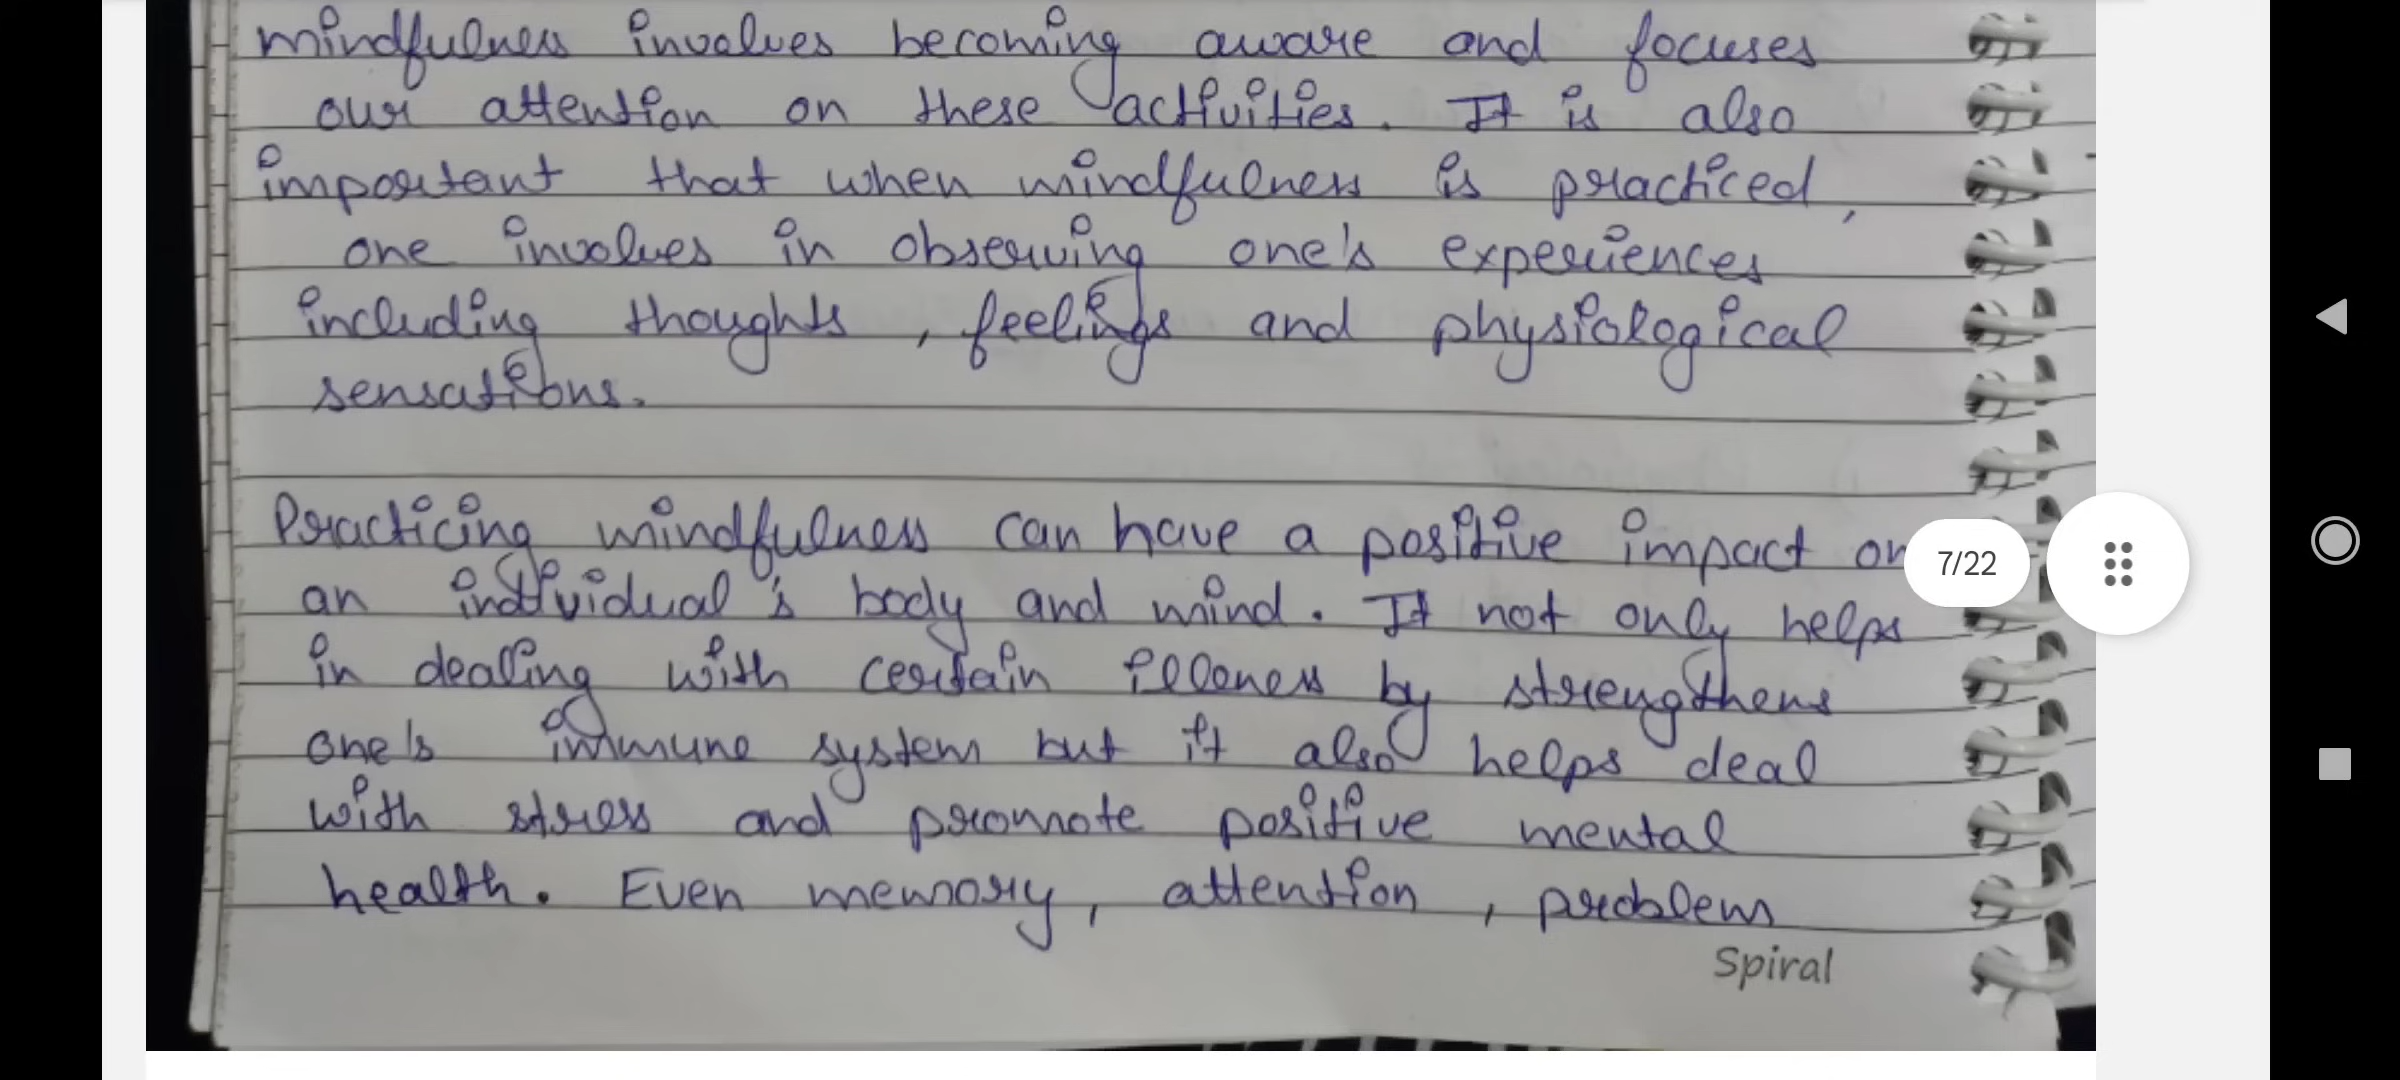 mindfulness involves becoming aware and focuses
our attention on these activities. It is also
important that when mindfulness is practiced,
one involves in observing one's experiences
including thoughts, feelings and physiological
sensations.
Practicing mindfulness can have a positive impact on
an individual's body and mind. It not only helps
in dealing with certain illness by strengthens
one's immune system but it also helps deal
with stress and promote positive mental
health. Even memory, attention, problem
Spiral
7/22